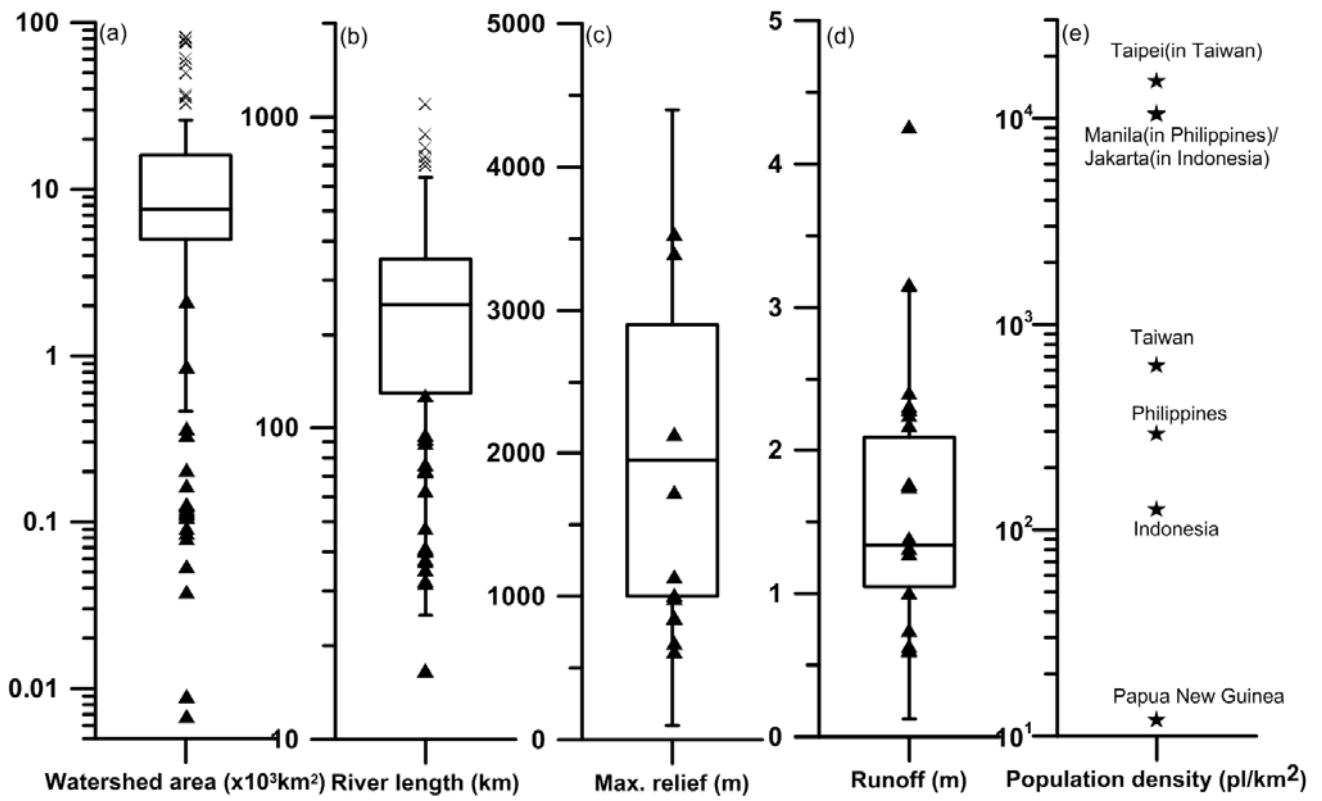 (a)
100
10
1
0.1
0.01
Watershed area (x10³km²)
(b)
1000
100
10
River length (km)
(c)
5000
4000
3000
2000
1000
0
Max. relief (m)
(d)
5
4
3
2
1
0
Runoff (m)
(e)
10⁴
10³
10²
10¹
Taipei(in Taiwan)
Manila(in Philippines)/
Jakarta(in Indonesia)
Taiwan
Philippines
Indonesia
Papua New Guinea
Population density (pl/km²)